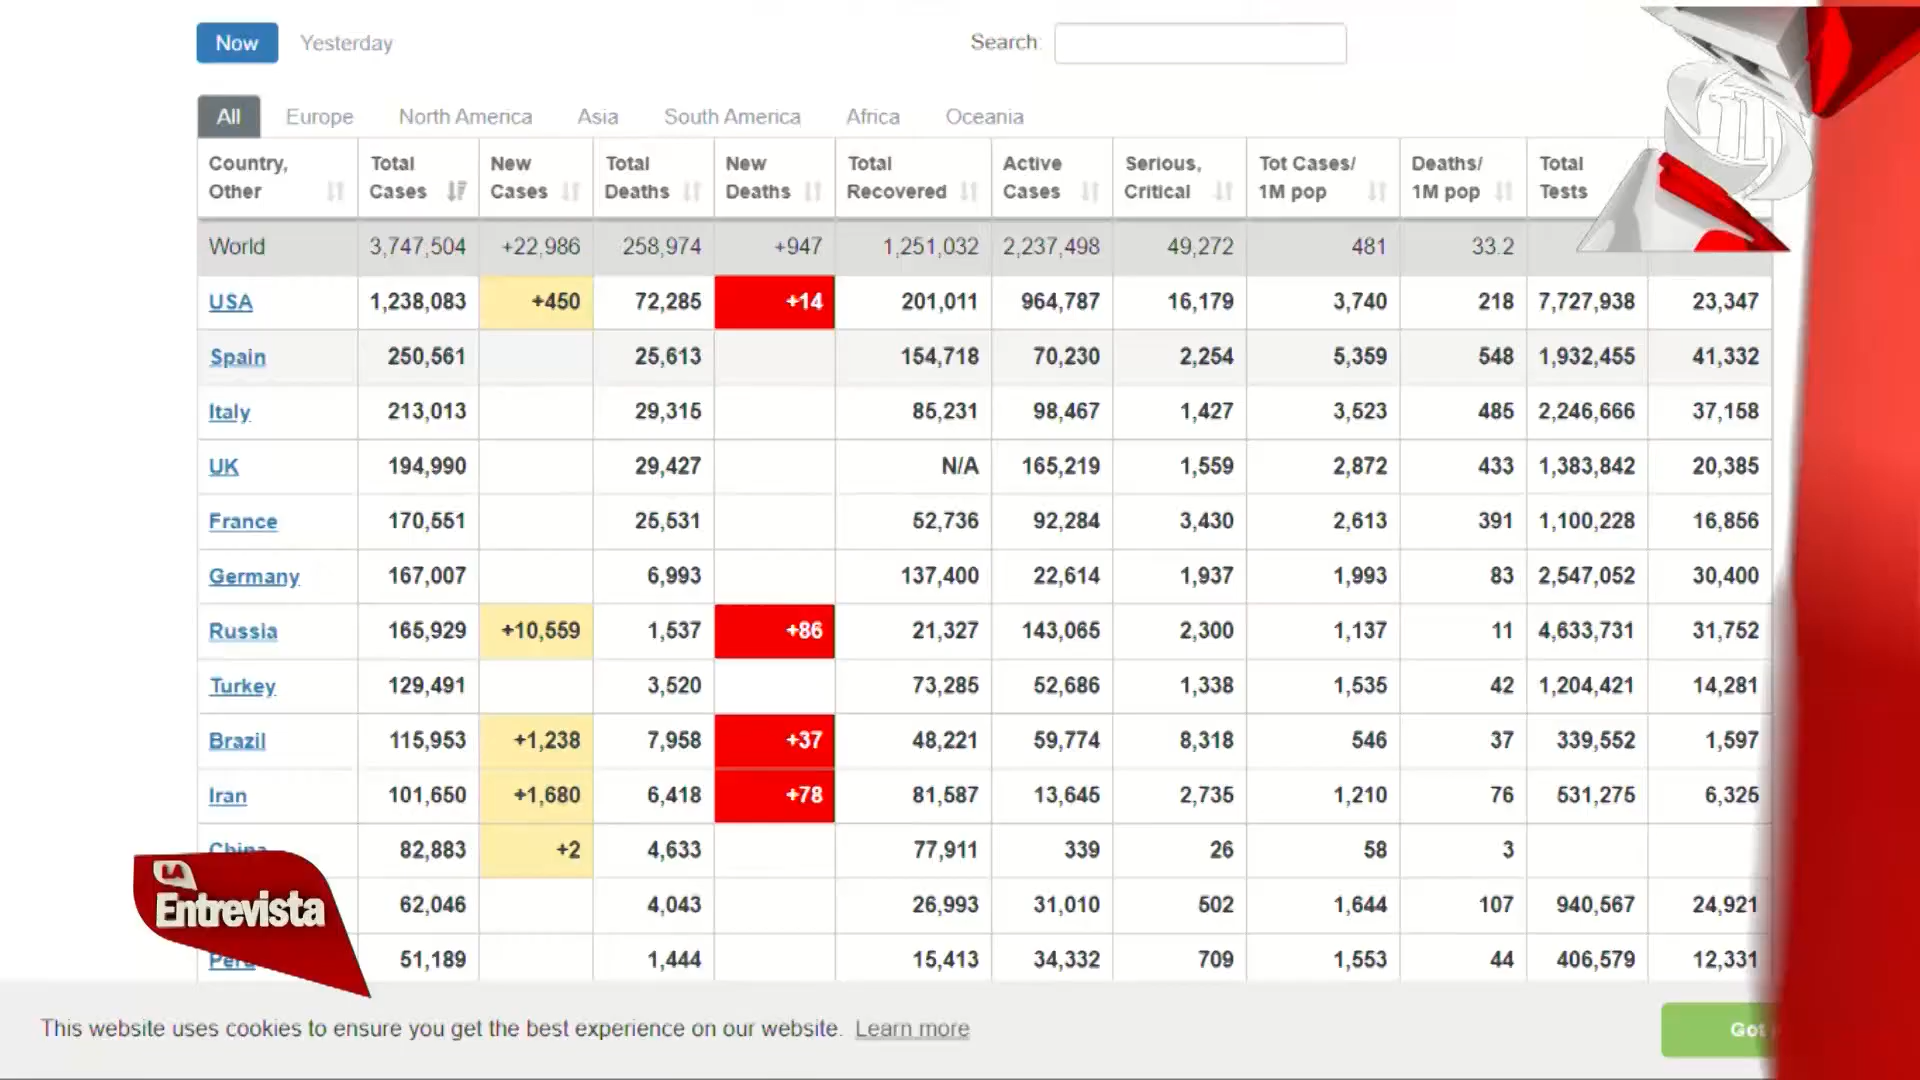 Now Yesterday Search:
All Europe North America Asia South America Africa Oceania
Country, Other Total Cases New Cases Total Deaths New Deaths Total Recovered Active Cases Serious, Critical Tot Cases/ 1M pop Deaths/ 1M pop Total Tests
World 3,747,504 +22,986 258,974 +947 1,251,032 2,237,498 49,272 481 33.2
USA 1,238,083 +450 72,285 +14 201,011 964,787 16,179 3,740 218 7,727,938 23,347
Spain 250,561 25,613 154,718 70,230 2,254 5,359 548 1,932,455 41,332
Italy 213,013 29,315 85,231 98,467 1,427 3,523 485 2,246,666 37,158
UK 194,990 29,427 N/A 165,219 1,559 2,872 433 1,383,842 20,385
France 170,551 25,531 52,736 92,284 3,430 2,613 391 1,100,228 16,856
Germany 167,007 6,993 137,400 22,614 1,937 1,993 83 2,547,052 30,400
Russia 165,929 +10,559 1,537 +86 21,327 143,065 2,300 1,137 11 4,633,731 31,752
Turkey 129,491 3,520 73,285 52,686 1,338 1,535 42 1,204,421 14,281
Brazil 115,953 +1,238 7,958 +37 48,221 59,774 8,318 546 37 339,552 1,597
Iran 101,650 +1,680 6,418 +78 81,587 13,645 2,735 1,210 76 531,275 6,325
China 82,883 +2 4,633 77,911 339 26 58 3
62,046 4,043 26,993 31,010 502 1,644 107 940,567 24,921
Peru 51,189 1,444 15,413 34,332 709 1,553 44 406,579 12,331
LA
Entrevista
This website uses cookies to ensure you get the best experience on our website. Learn more
Got